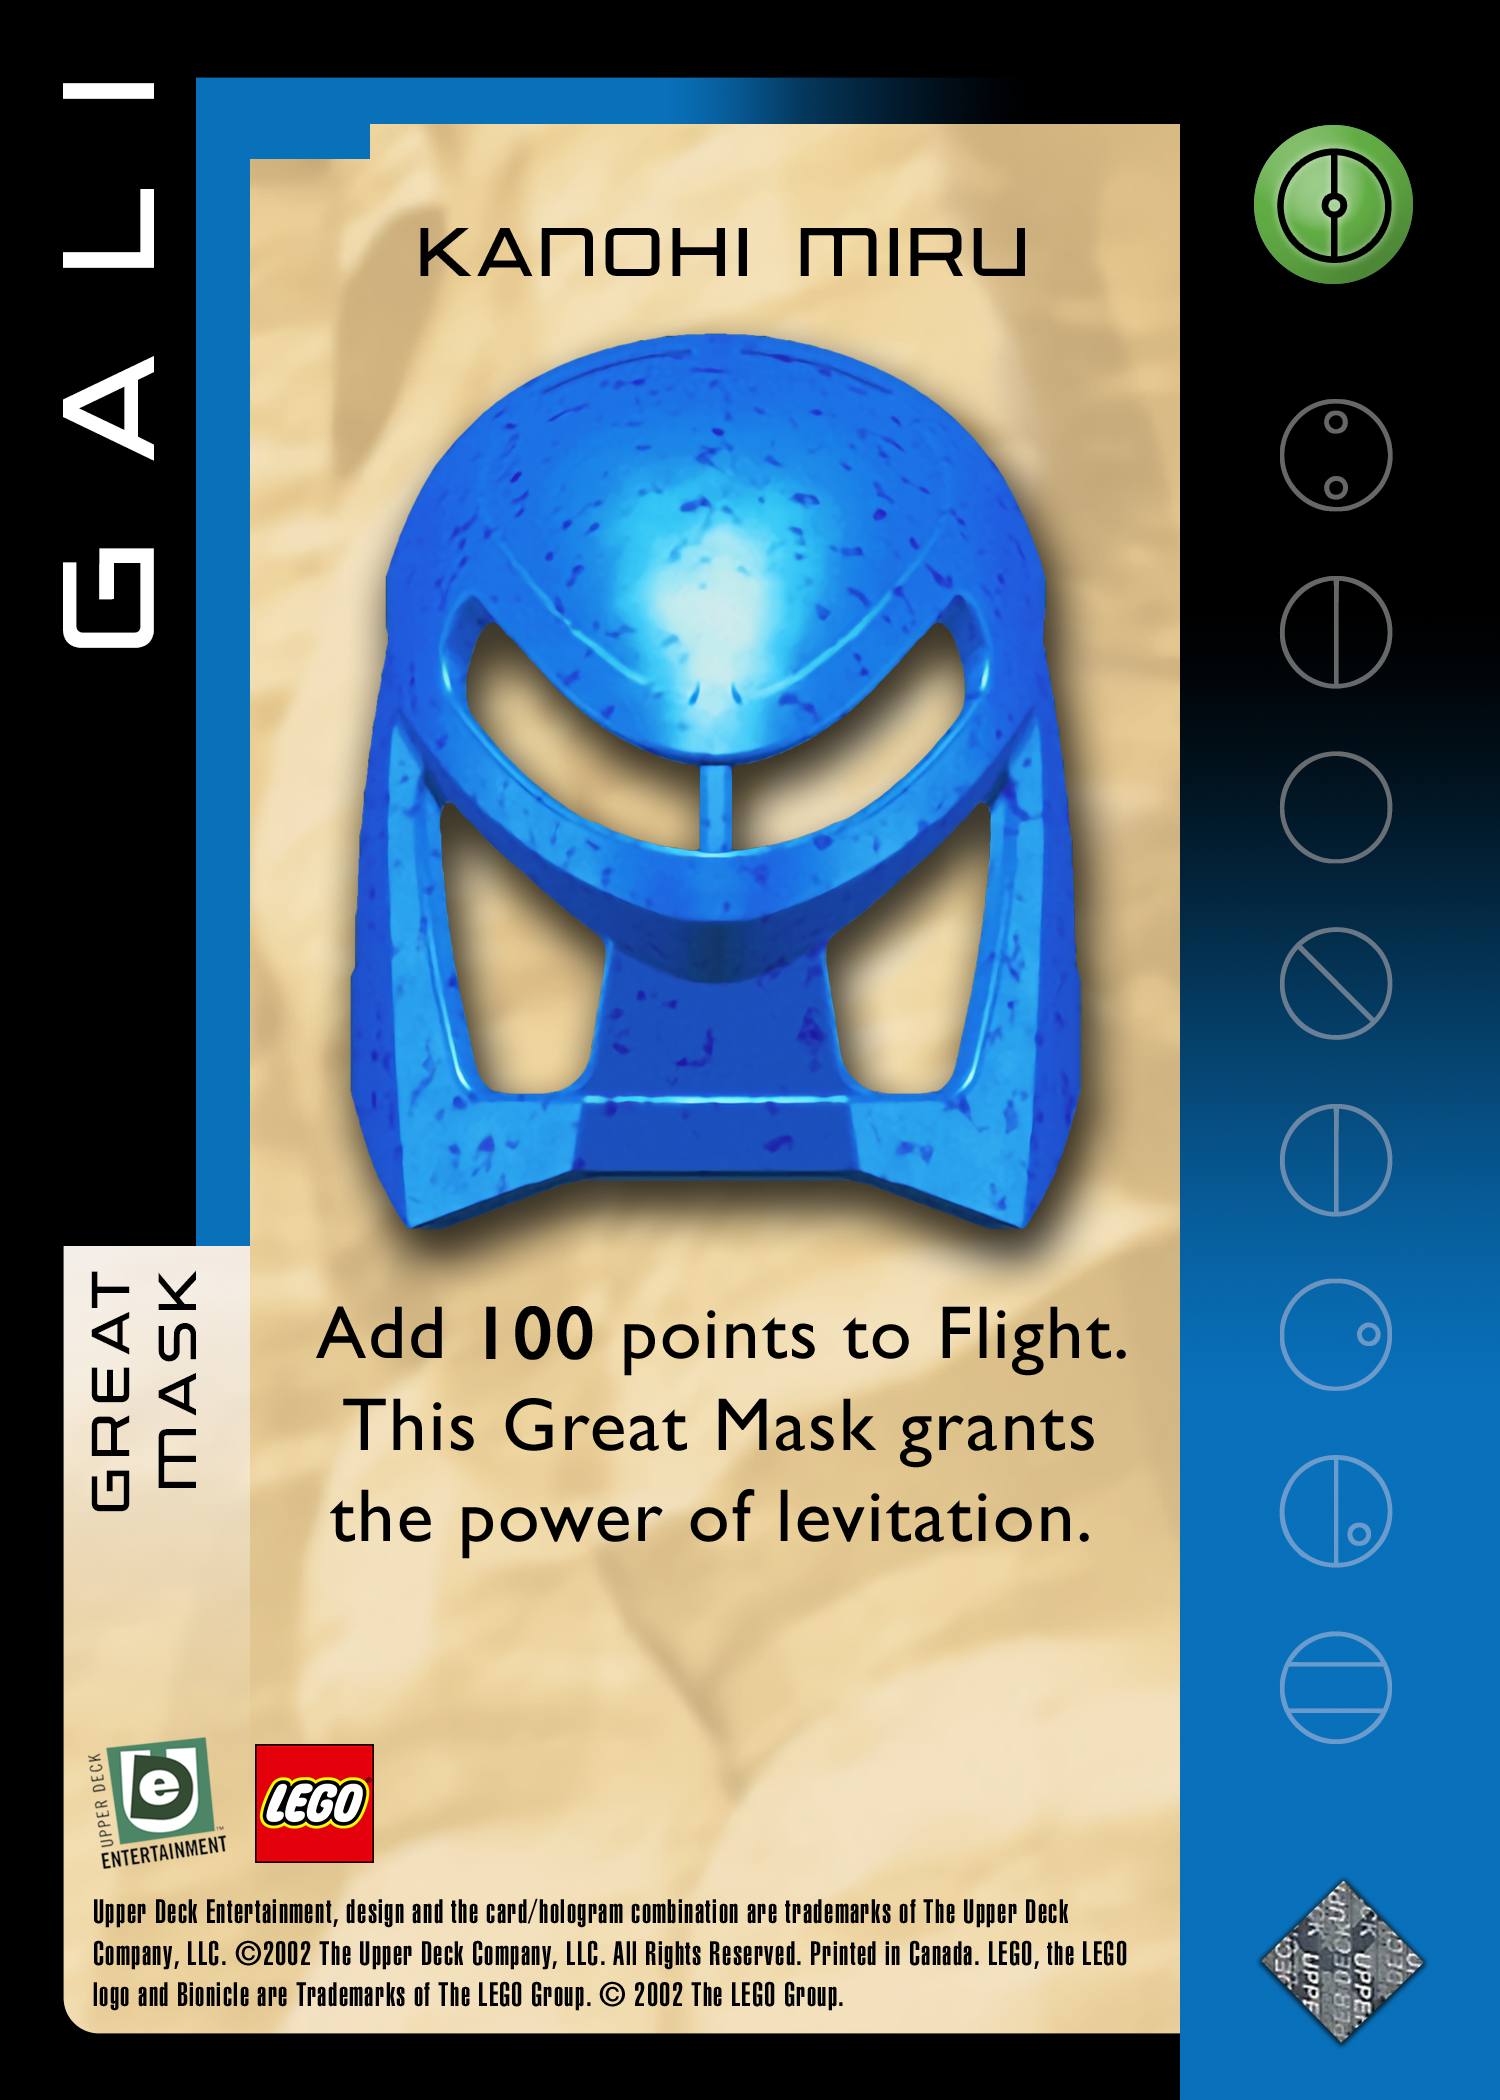 GALI
KANOHI MIRU
Add 100 points to Flight.
This Great Mask grants
the power of levitation.
GREAT
MASK
UPPER DECK
e
ENTERTAINMENT
™
LEGO
Upper Deck Entertainment, design and the card/hologram combination are trademarks of The Upper Deck
Company, LLC. ©2002 The Upper Deck Company, LLC. All Rights Reserved. Printed in Canada. LEGO, the LEGO
logo and Bionicle are Trademarks of The LEGO Group. © 2002 The LEGO Group.